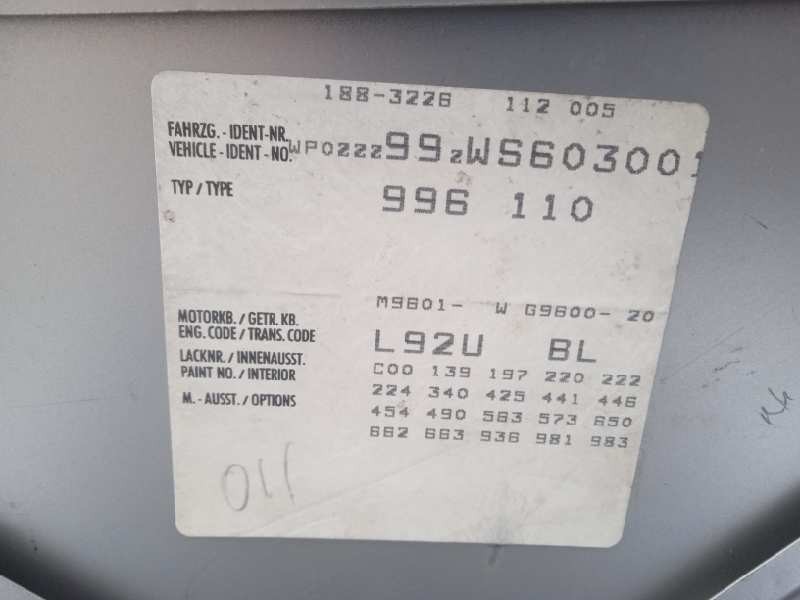 188-3226 112 005
FAHRZG.-IDENT-NR.
VEHICLE-IDENT-NO. WP0ZZZ99ZWS603001
TYP/TYPE 996 110
M9601- W G9600- 20
MOTORKB./GETR.KB.
ENG.CODE/TRANS.CODE L92U BL
LACKNR./INNENAUSST. C00 139 197 220 222
PAINT NO./INTERIOR 224 340 425 441 446
M.-AUSST./OPTIONS 454 490 563 573 650
662 663 936 981 983